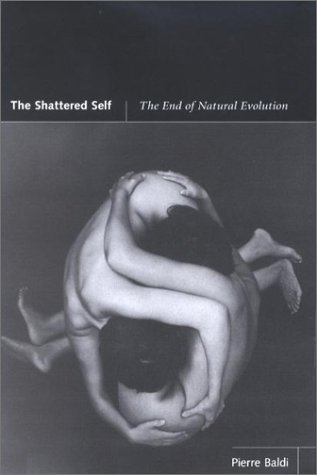 The Shattered Self | The End of Natural Evolution
Pierre Baldi